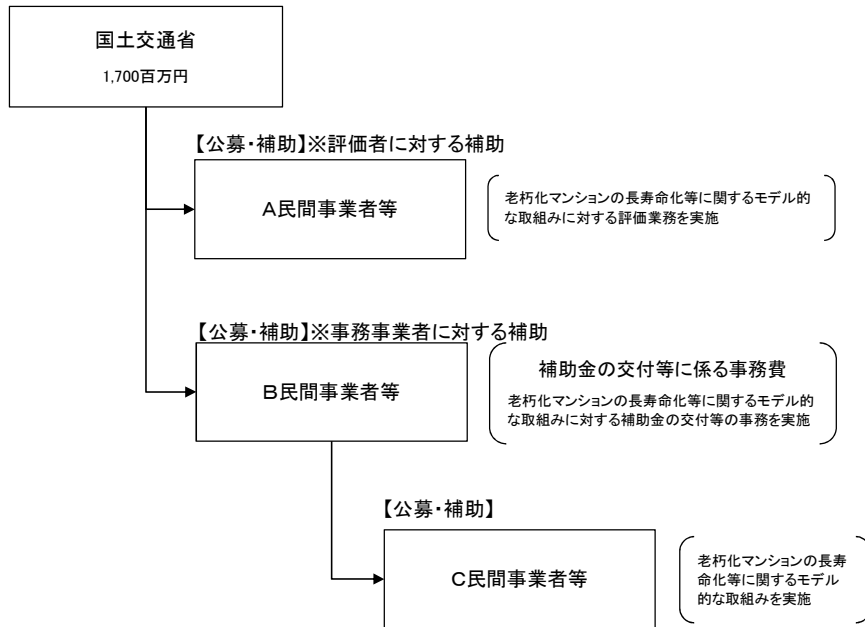 国土交通省
1,700百万円
【公募・補助】※評価者に対する補助
A民間事業者等
老朽化マンションの長寿命化等に関するモデル的
な取組みに対する評価業務を実施
【公募・補助】※事務事業者に対する補助
B民間事業者等
補助金の交付等に係る事務費
老朽化マンションの長寿命化等に関するモデル的
な取組みに対する補助金の交付等の事務を実施
【公募・補助】
C民間事業者等
老朽化マンションの長寿
命化等に関するモデル
的な取組みを実施